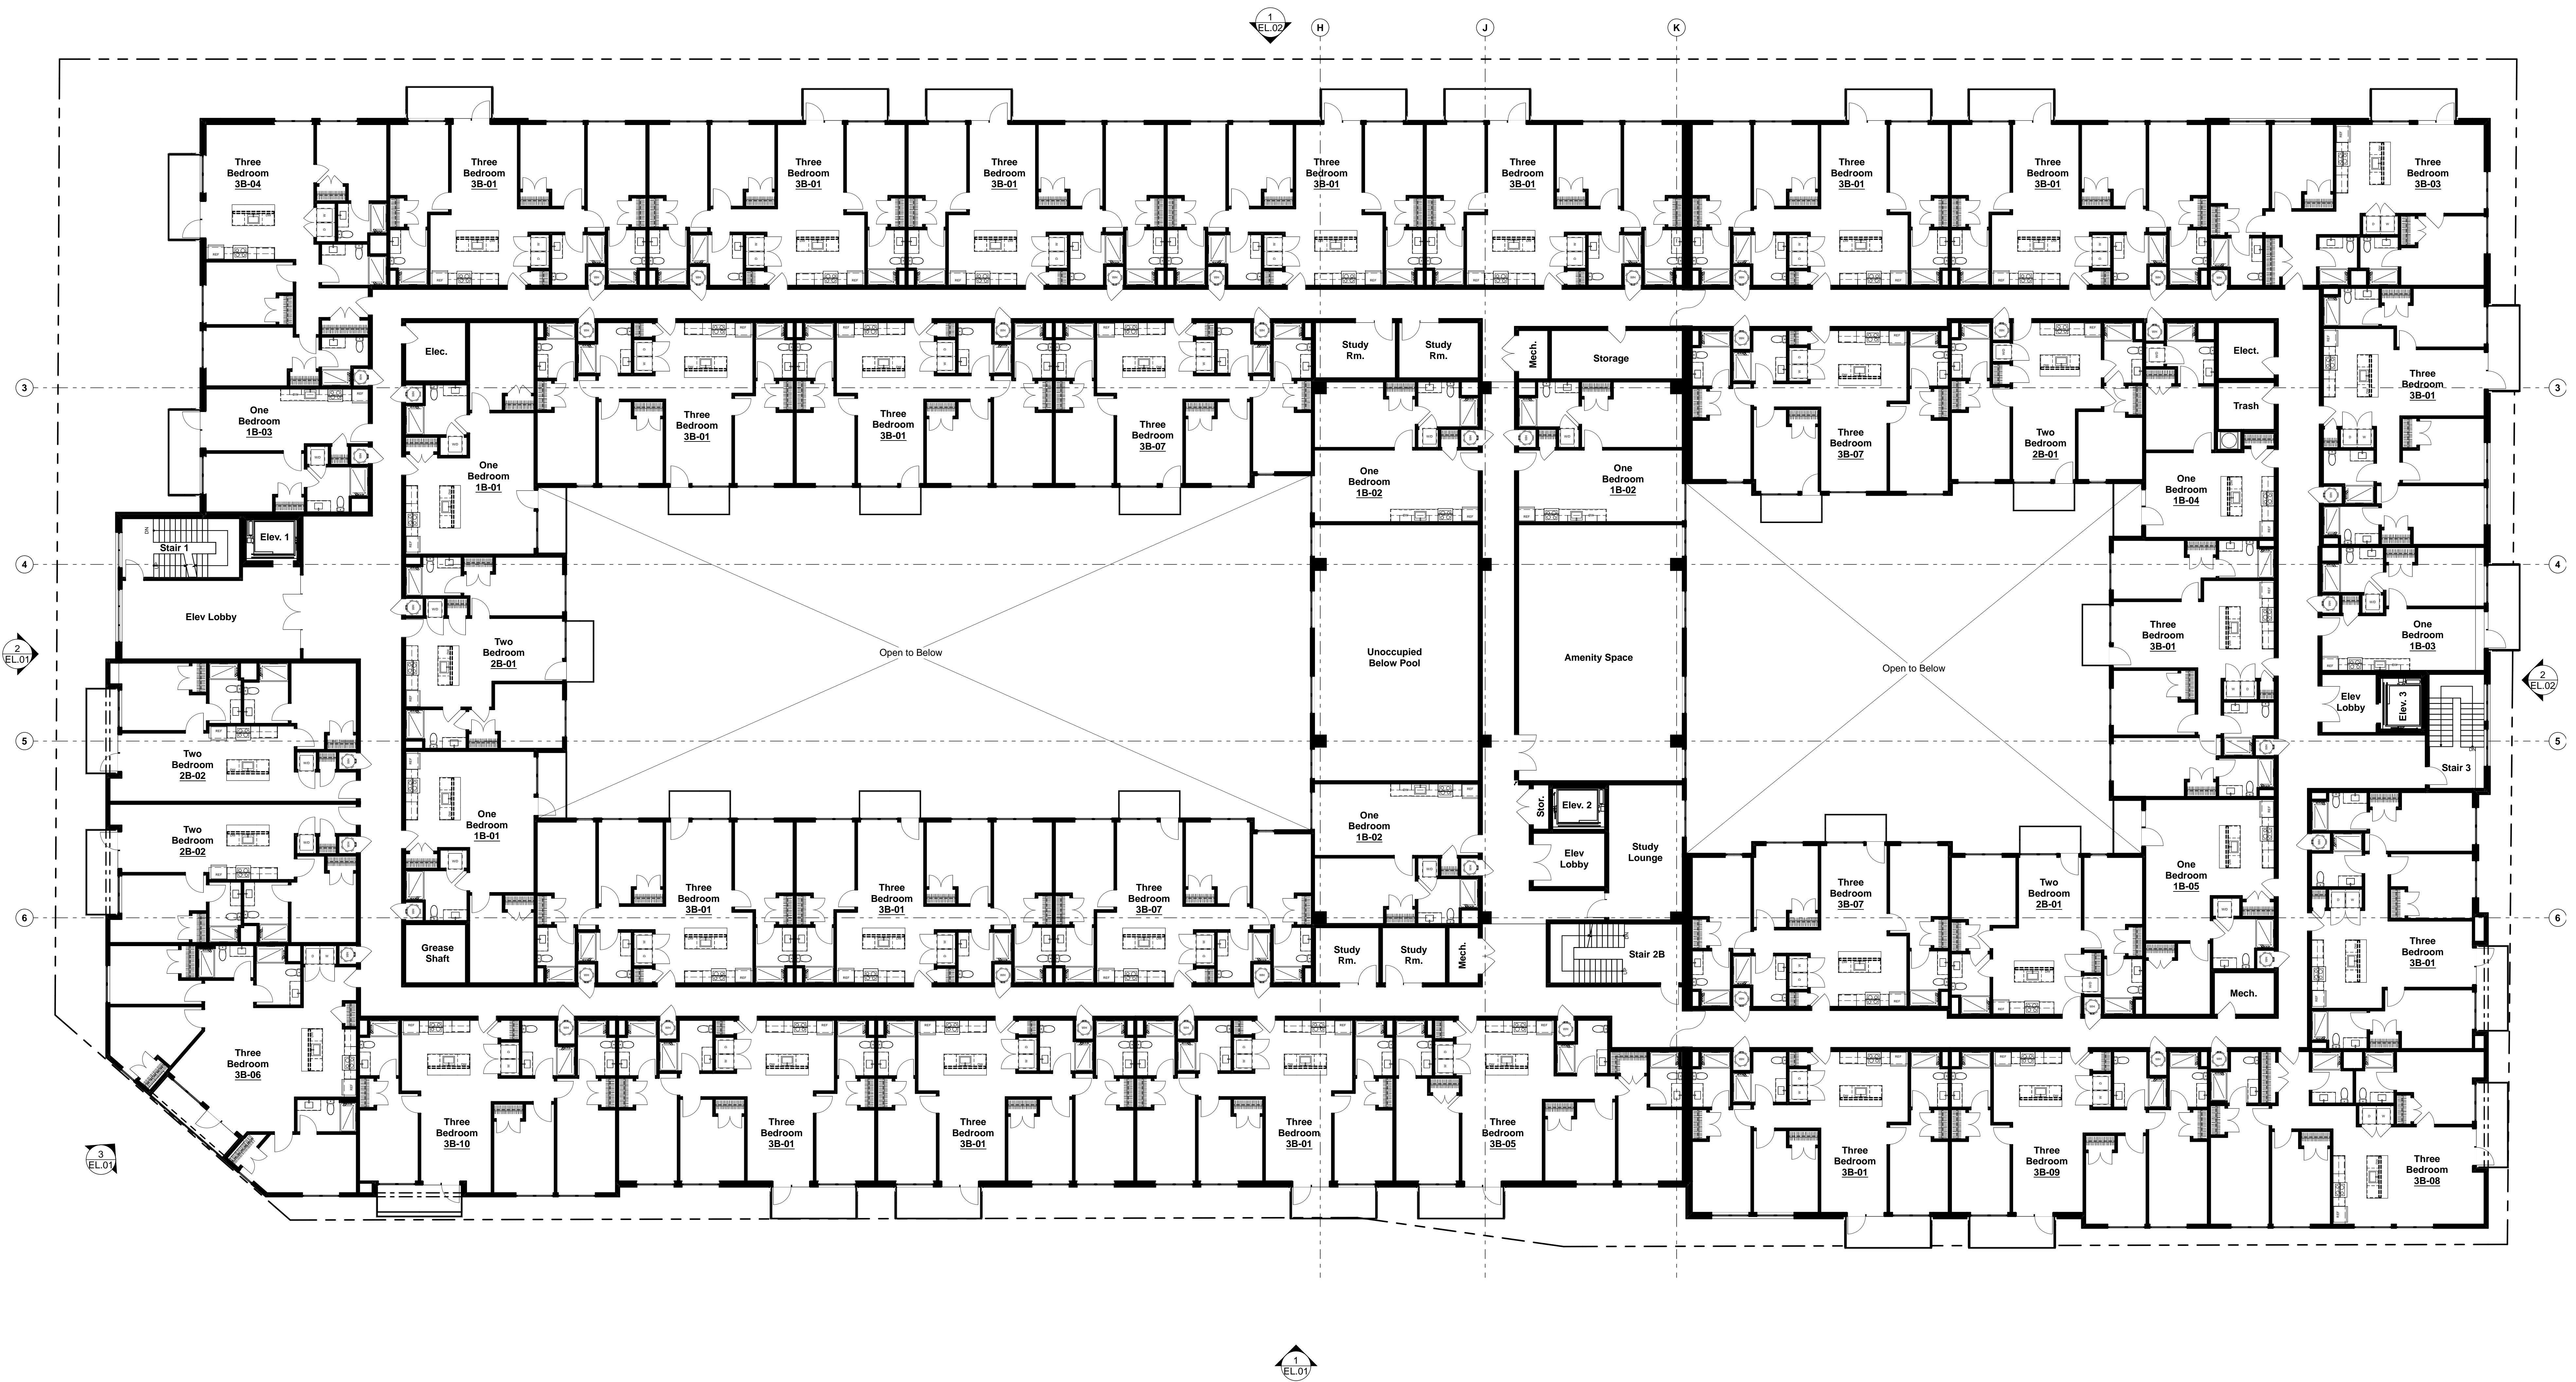 1
EL.02
H
J
K
Three
Bedroom
3B-04
Three
Bedroom
3B-01
Three
Bedroom
3B-01
Three
Bedroom
3B-01
Three
Bedroom
3B-01
Three
Bedroom
3B-01
Three
Bedroom
3B-01
Three
Bedroom
3B-01
Three
Bedroom
3B-03
Elec.
Study
Rm.
Study
Rm.
Mech.
Storage
Elect.
3
3
One
Bedroom
1B-03
Three
Bedroom
3B-01
Three
Bedroom
3B-01
Three
Bedroom
3B-07
Three
Bedroom
3B-07
Two
Bedroom
2B-01
Trash
Three
Bedroom
3B-01
One
Bedroom
1B-01
One
Bedroom
1B-02
One
Bedroom
1B-02
One
Bedroom
1B-04
Stair 1
DN
UP
Elev. 1
4
4
Elev Lobby
Two
Bedroom
2B-01
Open to Below
Unoccupied
Below Pool
Amenity Space
Open to Below
Three
Bedroom
3B-01
One
Bedroom
1B-03
2
EL.01
2
EL.02
Elev
Lobby
Elev. 3
DN
Stair 3
5
5
Two
Bedroom
2B-02
Two
Bedroom
2B-02
One
Bedroom
1B-01
One
Bedroom
1B-02
Stor.
Elev. 2
Elev
Lobby
Study
Lounge
One
Bedroom
1B-05
6
6
Three
Bedroom
3B-01
Three
Bedroom
3B-01
Three
Bedroom
3B-07
Three
Bedroom
3B-07
Two
Bedroom
2B-01
Grease
Shaft
Study
Rm.
Study
Rm.
Mech.
Stair 2B
DN
UP
Mech.
Three
Bedroom
3B-01
Three
Bedroom
3B-06
Three
Bedroom
3B-10
Three
Bedroom
3B-01
Three
Bedroom
3B-01
Three
Bedroom
3B-01
Three
Bedroom
3B-05
Three
Bedroom
3B-01
Three
Bedroom
3B-09
Three
Bedroom
3B-08
3
EL.01
1
EL.01